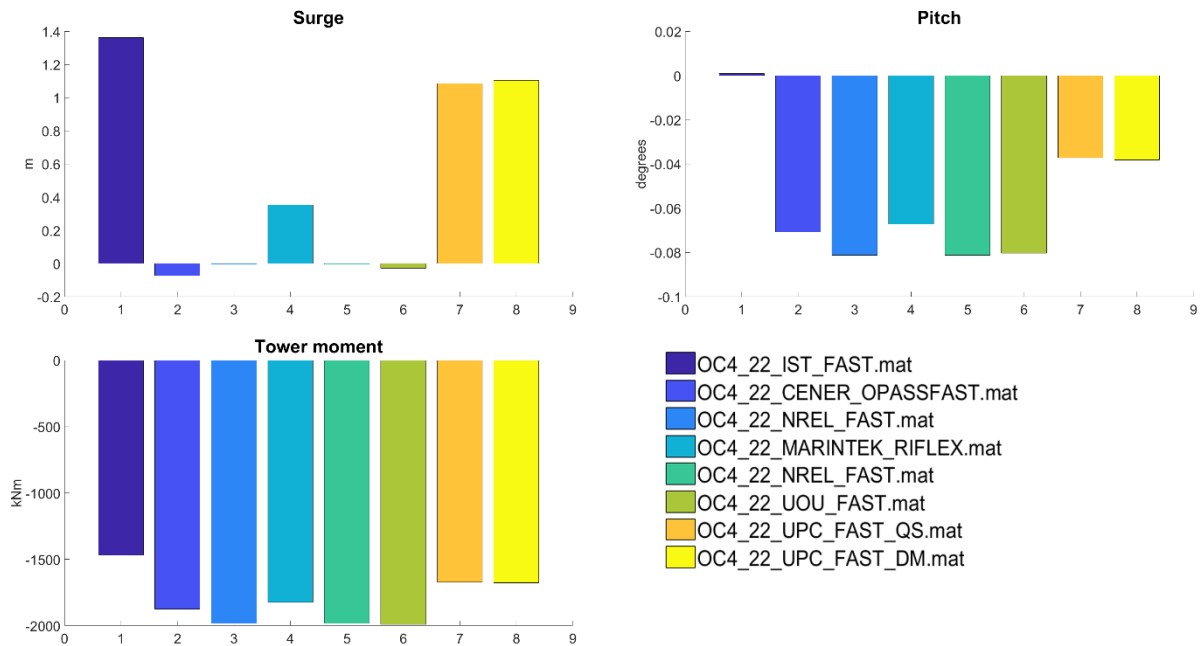 Surge
1.4
1.2
1
0.8
0.6
0.4
0.2
0
-0.2
m
0 1 2 3 4 5 6 7 8 9
Pitch
0.02
0
-0.02
-0.04
-0.06
-0.08
-0.1
degrees
0 1 2 3 4 5 6 7 8 9
Tower moment
0
-500
-1000
-1500
-2000
kNm
0 1 2 3 4 5 6 7 8 9
OC4_22_IST_FAST.mat
OC4_22_CENER_OPASSFAST.mat
OC4_22_NREL_FAST.mat
OC4_22_MARINTEK_RIFLEX.mat
OC4_22_NREL_FAST.mat
OC4_22_UOU_FAST.mat
OC4_22_UPC_FAST_QS.mat
OC4_22_UPC_FAST_DM.mat